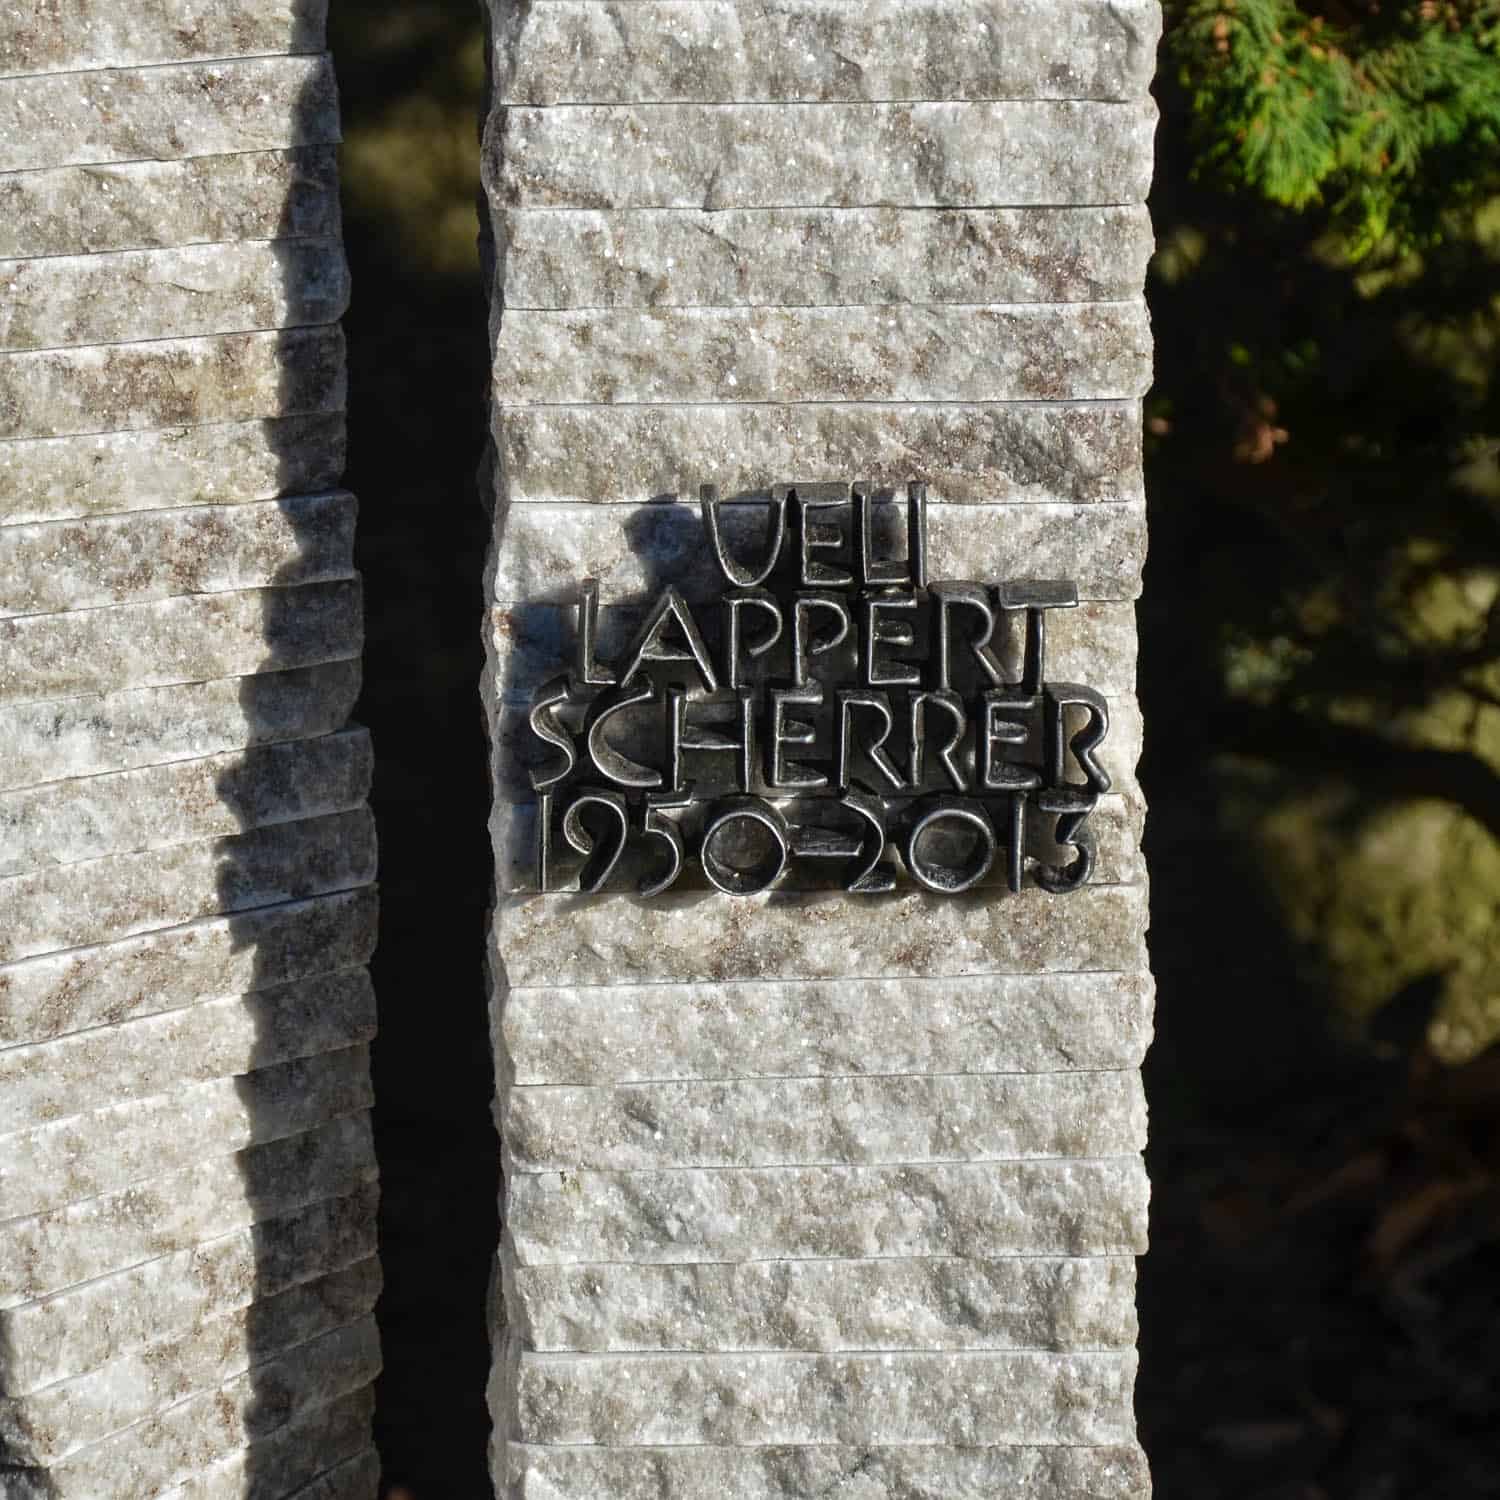 UELI
LAPPERT
SCHERRER
1950–2013